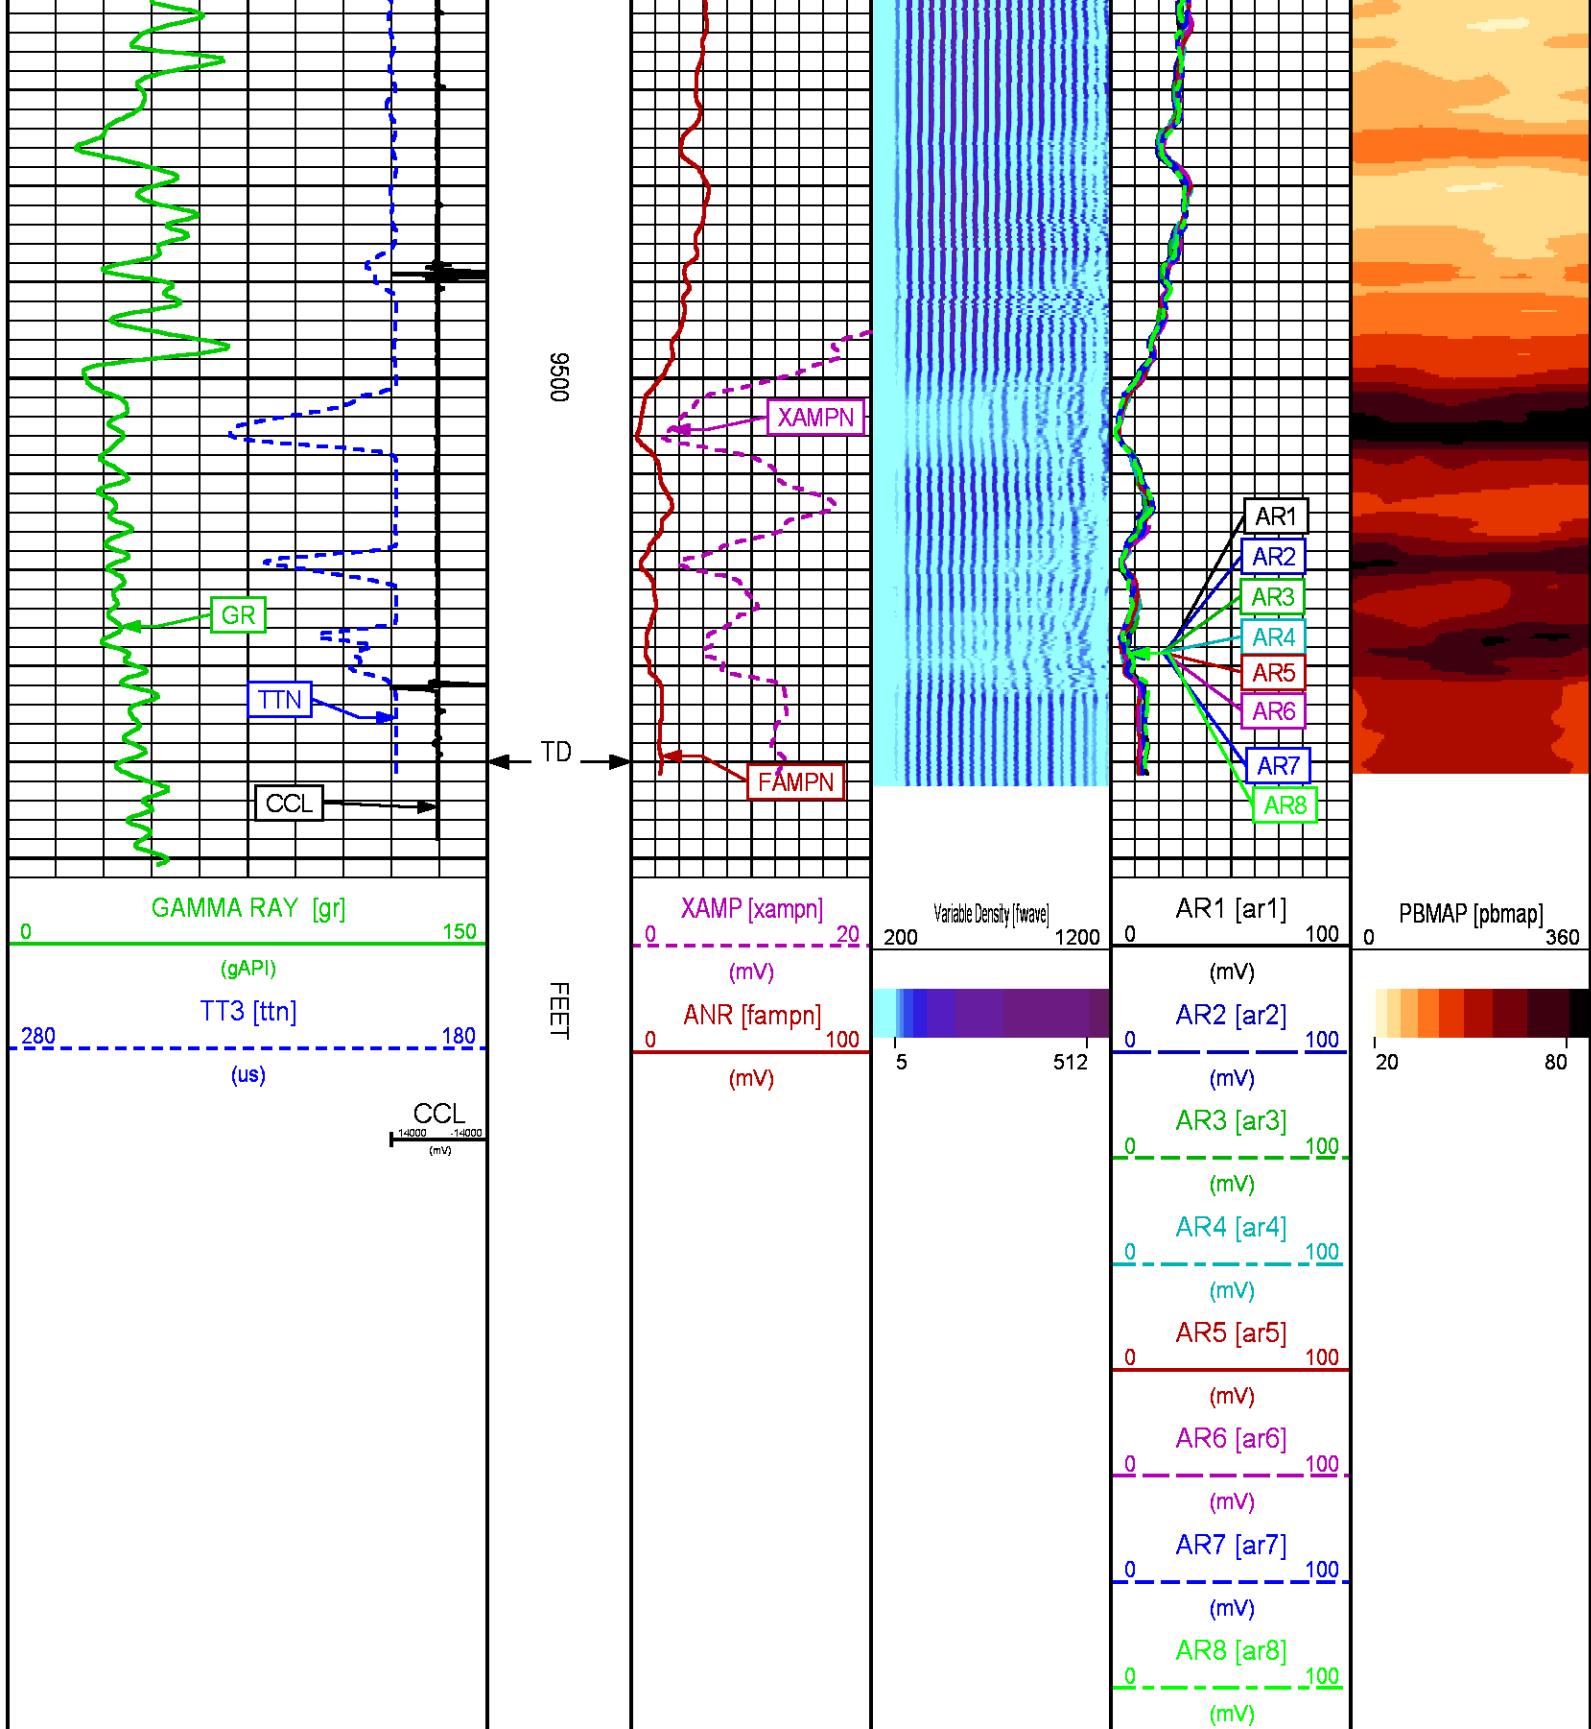 9500
XAMPN
AR1
AR2
AR3
GR
AR4
AR5
TTN
AR6
TD
AR7
FAMPN
CCL
AR8
GAMMA RAY [gr]
0 150
(gAPI)
TT3 [ttn]
280 180
(us)
CCL
14000 -14000
(mV)
FEET
XAMP [xampn]
0 20
(mV)
ANR [fampn]
0 100
(mV)
Variable Density [fwave]
200 1200
5 512
AR1 [ar1]
0 100
(mV)
AR2 [ar2]
0 100
(mV)
AR3 [ar3]
0 100
(mV)
AR4 [ar4]
0 100
(mV)
AR5 [ar5]
0 100
(mV)
AR6 [ar6]
0 100
(mV)
AR7 [ar7]
0 100
(mV)
AR8 [ar8]
0 100
(mV)
PBMAP [pbmap]
0 360
20 80